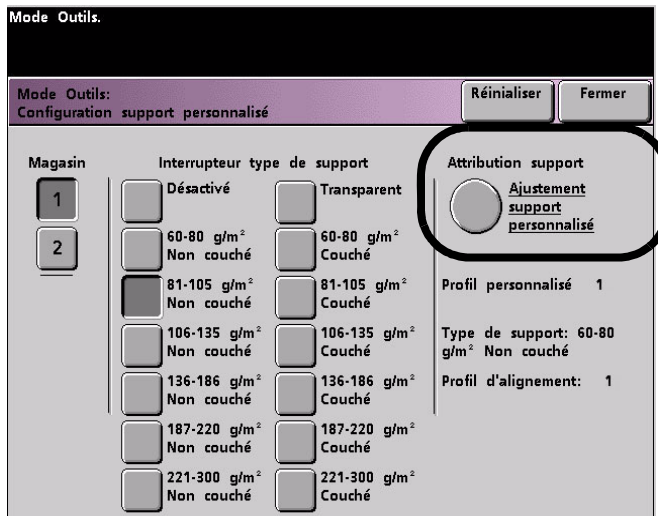 Mode Outils.
Mode Outils:
Configuration support personnalisé
Réinialiser
Fermer
Magasin
1
2
Interrupteur type de support
Désactivé
Transparent
60-80 g/m²
Non couché
60-80 g/m²
Couché
81-105 g/m²
Non couché
81-105 g/m²
Couché
106-135 g/m²
Non couché
106-135 g/m²
Couché
136-186 g/m²
Non couché
136-186 g/m²
Couché
187-220 g/m²
Non couché
187-220 g/m²
Couché
221-300 g/m²
Non couché
221-300 g/m²
Couché
Attribution support
Ajustement
support
personnalisé
Profil personnalisé 1
Type de support: 60-80
g/m² Non couché
Profil d'alignement: 1